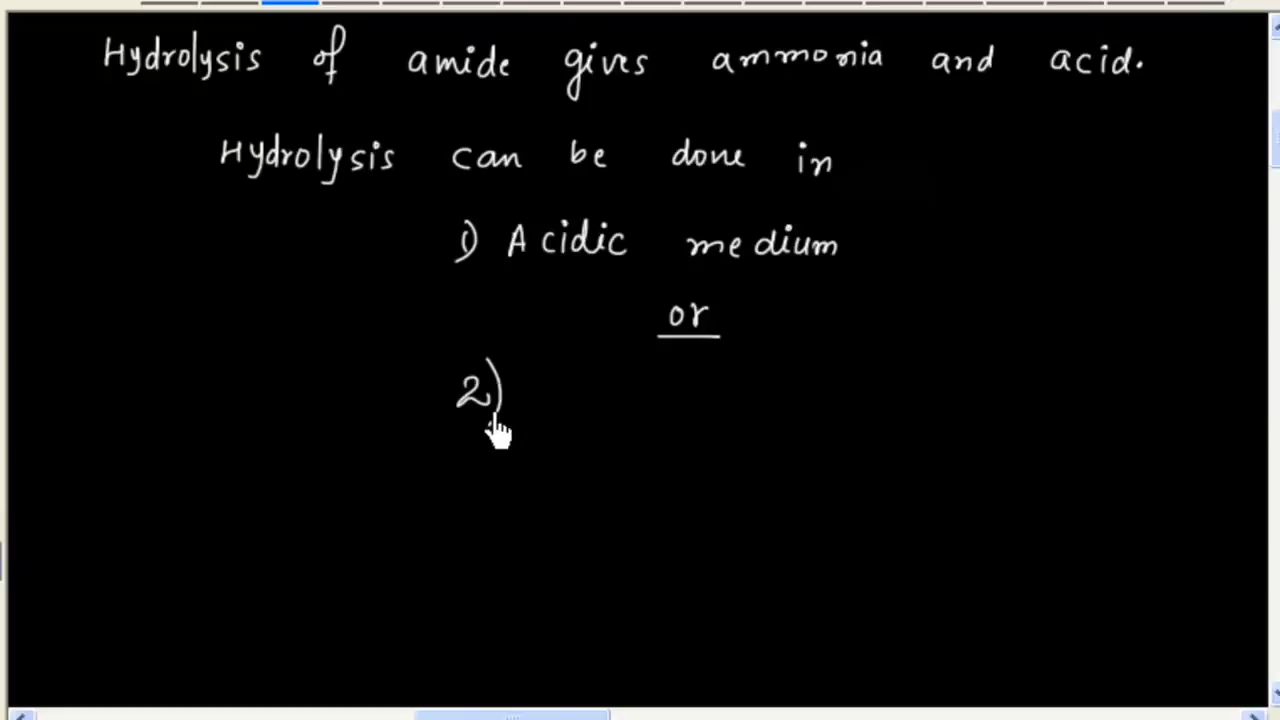 Hydrolysis of amide gives ammonia and acid.
Hydrolysis can be done in
1) Acidic medium
or
2)